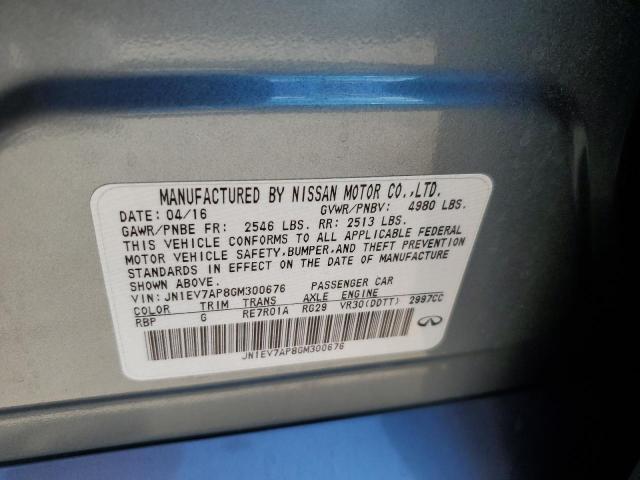 MANUFACTURED BY NISSAN MOTOR CO.,LTD.
DATE: 04/16 GVWR/PNBV: 4980 LBS.
GAWR/PNBE FR: 2546 LBS. RR: 2513 LBS.
THIS VEHICLE CONFORMS TO ALL APPLICABLE FEDERAL
MOTOR VEHICLE SAFETY,BUMPER,AND THEFT PREVENTION
STANDARDS IN EFFECT ON THE DATE OF MANUFACTURE
SHOWN ABOVE.
VIN: JN1EV7AP8GM300676 PASSENGER CAR
COLOR TRIM TRANS AXLE ENGINE
RBP G RE7R01A RG29 VR30(DDTT) 2997CC
JN1EV7AP8GM300676